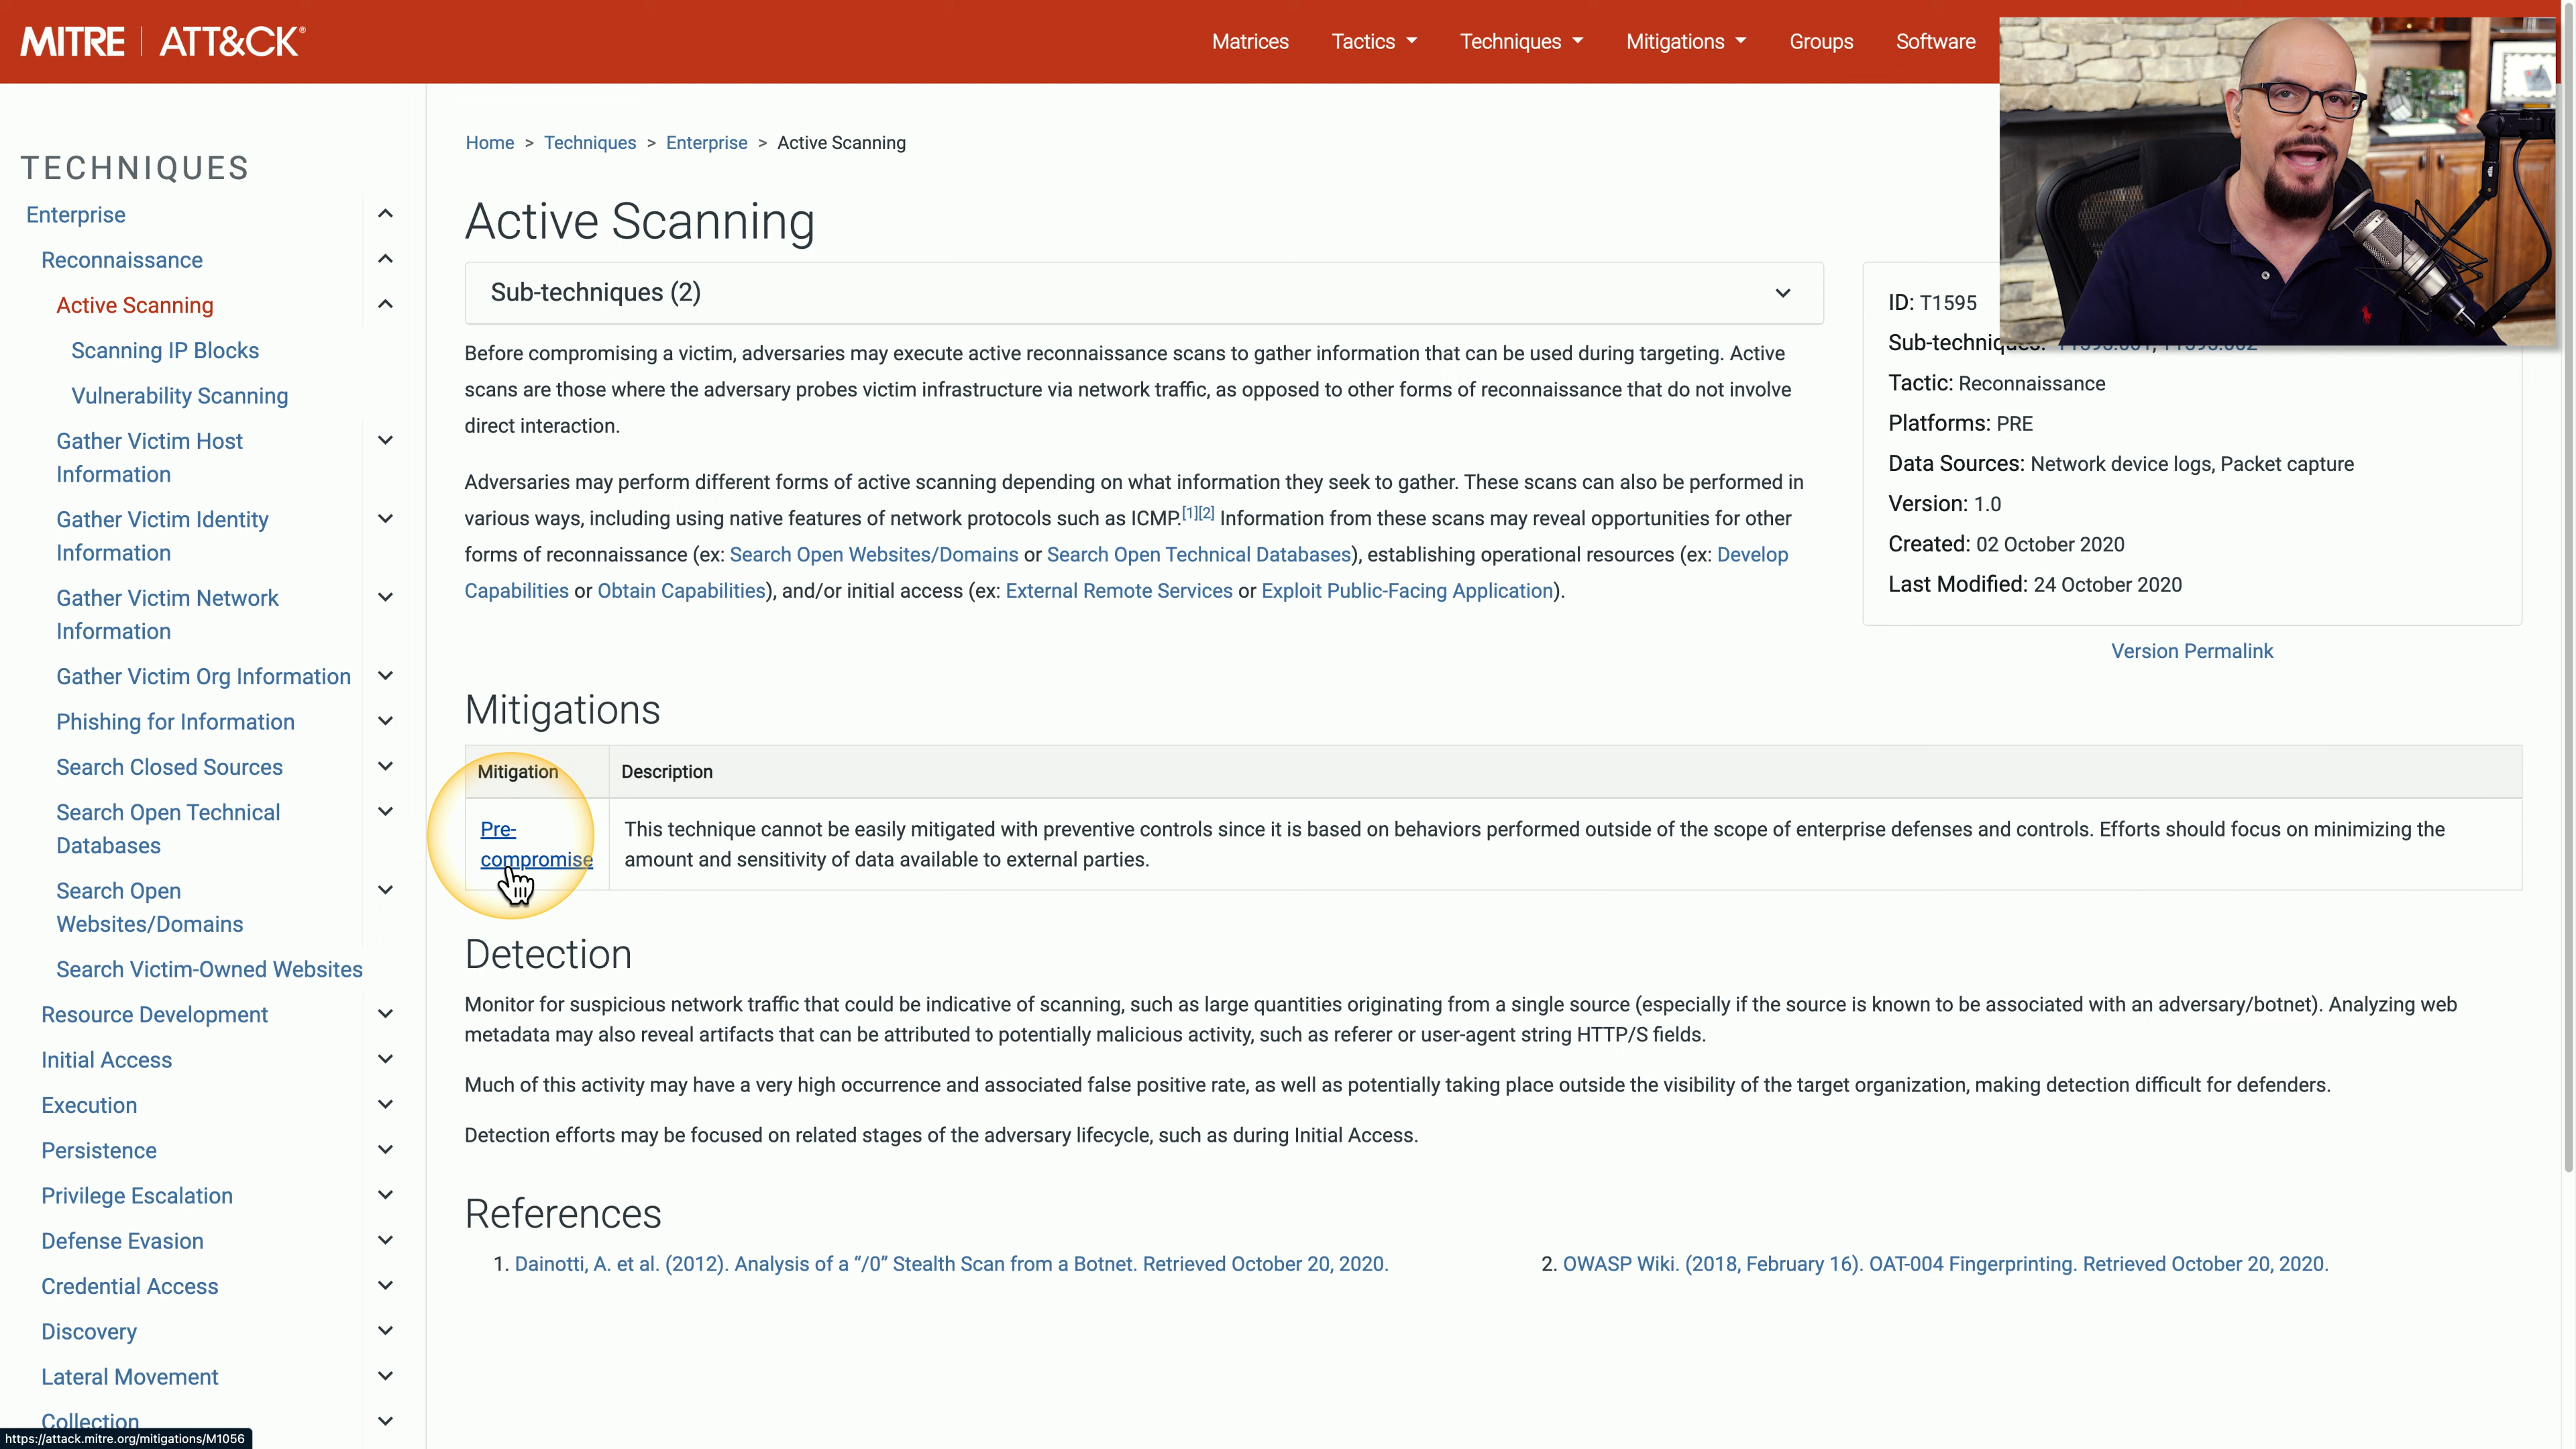 MITRE | ATT&CK®
Matrices Tactics Techniques Mitigations Groups Software
TECHNIQUES
Enterprise
Reconnaissance
Active Scanning
Scanning IP Blocks
Vulnerability Scanning
Gather Victim Host
Information
Gather Victim Identity
Information
Gather Victim Network
Information
Gather Victim Org Information
Phishing for Information
Search Closed Sources
Search Open Technical
Databases
Search Open
Websites/Domains
Search Victim-Owned Websites
Resource Development
Initial Access
Execution
Persistence
Privilege Escalation
Defense Evasion
Credential Access
Discovery
Lateral Movement
Collection
https://attack.mitre.org/mitigations/M1056
Home > Techniques > Enterprise > Active Scanning
Active Scanning
Sub-techniques (2)
Before compromising a victim, adversaries may execute active reconnaissance scans to gather information that can be used during targeting. Active
scans are those where the adversary probes victim infrastructure via network traffic, as opposed to other forms of reconnaissance that do not involve
direct interaction.
Adversaries may perform different forms of active scanning depending on what information they seek to gather. These scans can also be performed in
various ways, including using native features of network protocols such as ICMP.[1][2] Information from these scans may reveal opportunities for other
forms of reconnaissance (ex: Search Open Websites/Domains or Search Open Technical Databases), establishing operational resources (ex: Develop
Capabilities or Obtain Capabilities), and/or initial access (ex: External Remote Services or Exploit Public-Facing Application).
ID: T1595
Sub-techniques:
Tactic: Reconnaissance
Platforms: PRE
Data Sources: Network device logs, Packet capture
Version: 1.0
Created: 02 October 2020
Last Modified: 24 October 2020
Version Permalink
Mitigations
Mitigation Description
Pre-
compromise
This technique cannot be easily mitigated with preventive controls since it is based on behaviors performed outside of the scope of enterprise defenses and controls. Efforts should focus on minimizing the
amount and sensitivity of data available to external parties.
Detection
Monitor for suspicious network traffic that could be indicative of scanning, such as large quantities originating from a single source (especially if the source is known to be associated with an adversary/botnet). Analyzing web
metadata may also reveal artifacts that can be attributed to potentially malicious activity, such as referer or user-agent string HTTP/S fields.
Much of this activity may have a very high occurrence and associated false positive rate, as well as potentially taking place outside the visibility of the target organization, making detection difficult for defenders.
Detection efforts may be focused on related stages of the adversary lifecycle, such as during Initial Access.
References
1. Dainotti, A. et al. (2012). Analysis of a “/0” Stealth Scan from a Botnet. Retrieved October 20, 2020.
2. OWASP Wiki. (2018, February 16). OAT-004 Fingerprinting. Retrieved October 20, 2020.